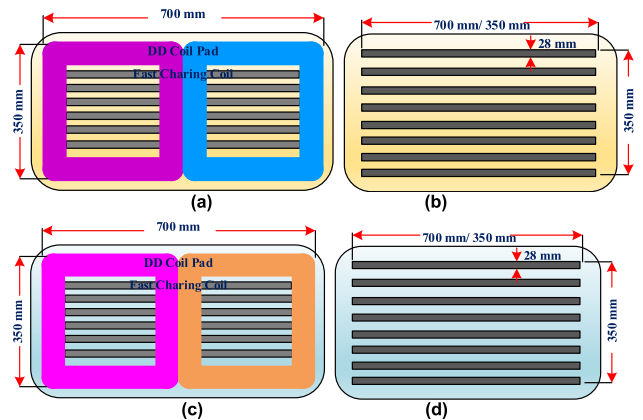 700 mm
DD Coil Pad
Fast Charing Coil
350 mm
(a)
700 mm/ 350 mm
28 mm
350 mm
(b)
700 mm
DD Coil Pad
Fast Charing Coil
350 mm
(c)
700 mm/ 350 mm
28 mm
350 mm
(d)